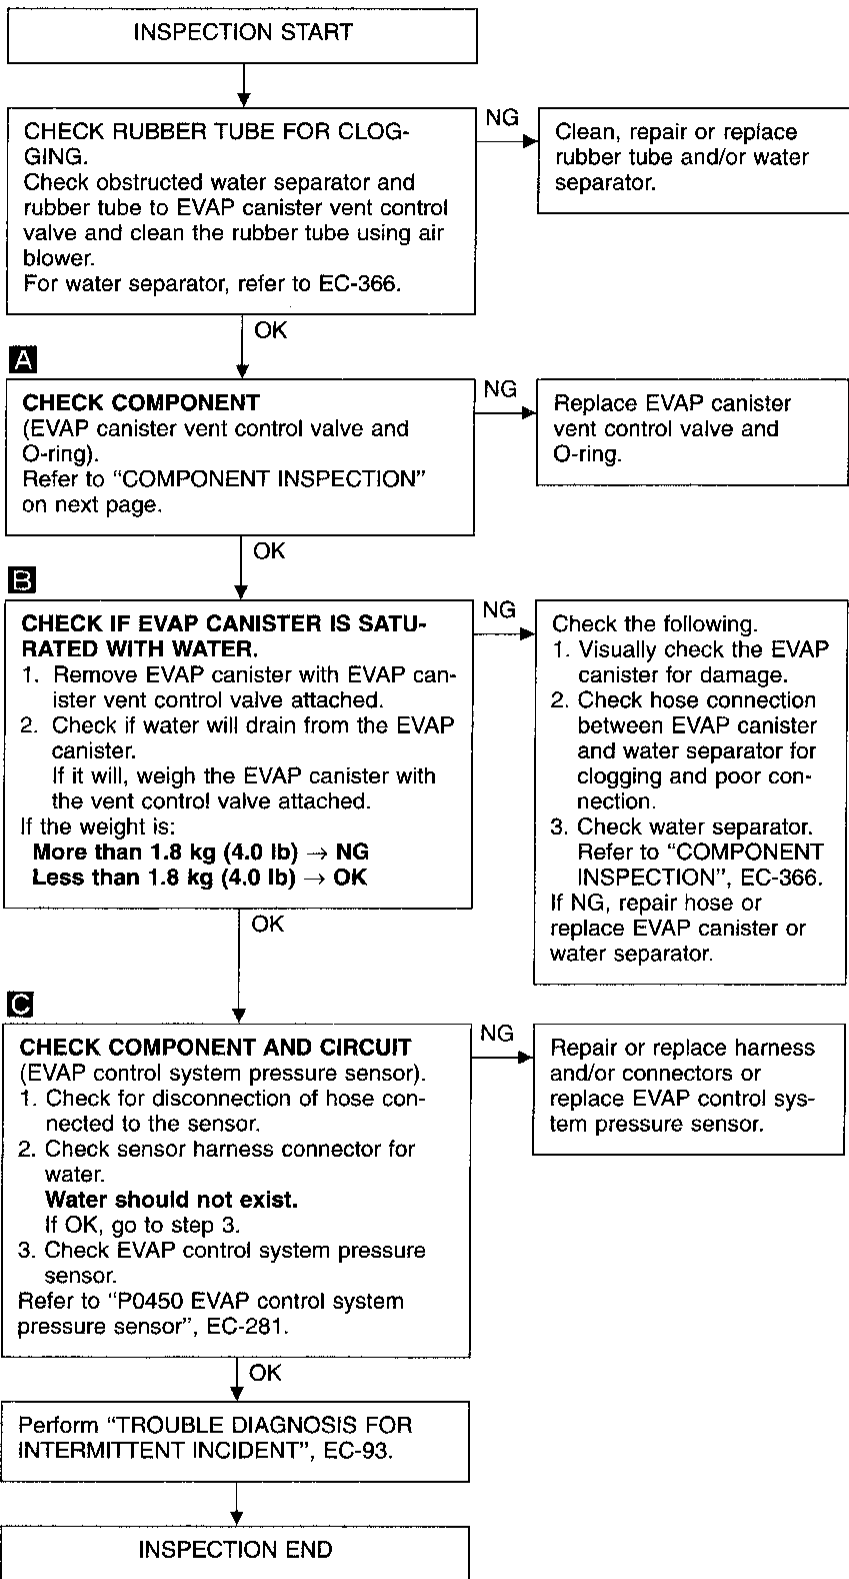 INSPECTION START
CHECK RUBBER TUBE FOR CLOG-
GING.
Check obstructed water separator and
rubber tube to EVAP canister vent control
valve and clean the rubber tube using air
blower.
For water separator, refer to EC-366.
NG
Clean, repair or replace
rubber tube and/or water
separator.
OK
A
CHECK COMPONENT
(EVAP canister vent control valve and
O-ring).
Refer to “COMPONENT INSPECTION”
on next page.
NG
Replace EVAP canister
vent control valve and
O-ring.
OK
B
CHECK IF EVAP CANISTER IS SATU-
RATED WITH WATER.
1. Remove EVAP canister with EVAP can-
ister vent control valve attached.
2. Check if water will drain from the EVAP
canister.
If it will, weigh the EVAP canister with
the vent control valve attached.
If the weight is:
More than 1.8 kg (4.0 lb) → NG
Less than 1.8 kg (4.0 lb) → OK
NG
Check the following.
1. Visually check the EVAP
canister for damage.
2. Check hose connection
between EVAP canister
and water separator for
clogging and poor con-
nection.
3. Check water separator.
Refer to “COMPONENT
INSPECTION”, EC-366.
If NG, repair hose or
replace EVAP canister or
water separator.
OK
C
CHECK COMPONENT AND CIRCUIT
(EVAP control system pressure sensor).
1. Check for disconnection of hose con-
nected to the sensor.
2. Check sensor harness connector for
water.
Water should not exist.
If OK, go to step 3.
3. Check EVAP control system pressure
sensor.
Refer to “P0450 EVAP control system
pressure sensor”, EC-281.
NG
Repair or replace harness
and/or connectors or
replace EVAP control sys-
tem pressure sensor.
OK
Perform “TROUBLE DIAGNOSIS FOR
INTERMITTENT INCIDENT”, EC-93.
INSPECTION END